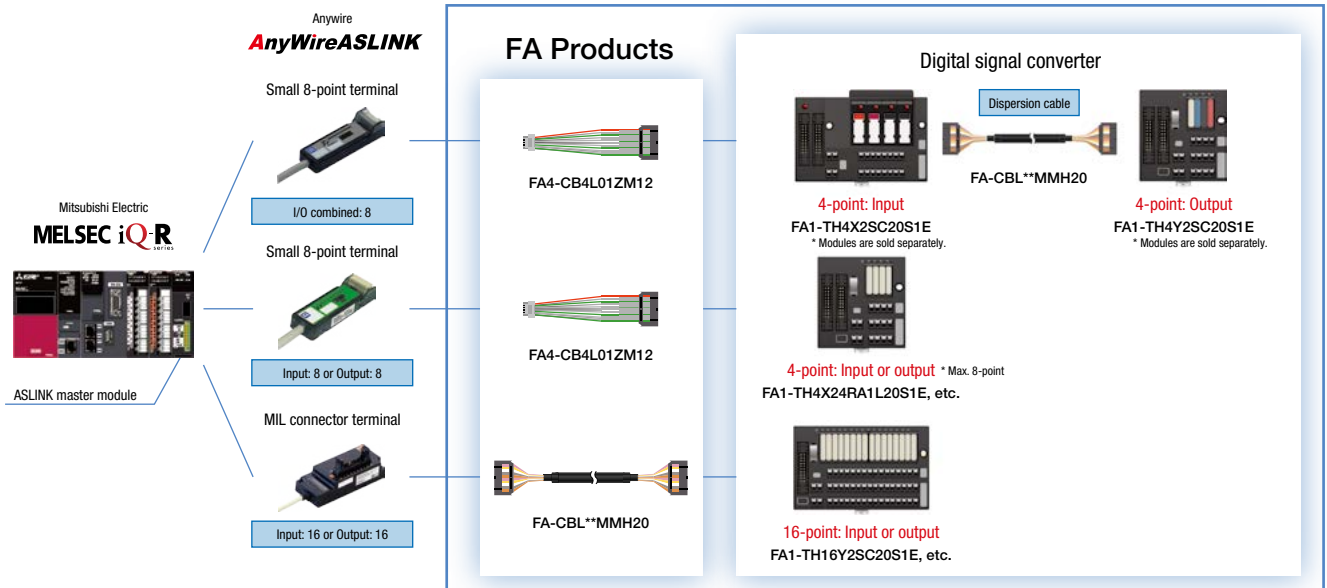 Anywire
AnyWireASLINK
FA Products
Digital signal converter
Small 8-point terminal
Dispersion cable
FA4-CB4L01ZM12
FA-CBL**MMH20
I/O combined: 8
4-point: Input
FA1-TH4X2SC20S1E
* Modules are sold separately.
4-point: Output
FA1-TH4Y2SC20S1E
* Modules are sold separately.
Mitsubishi Electric
MELSEC iQ-R
series
Small 8-point terminal
FA4-CB4L01ZM12
Input: 8 or Output: 8
4-point: Input or output * Max. 8-point
FA1-TH4X24RA1L20S1E, etc.
ASLINK master module
MIL connector terminal
FA-CBL**MMH20
Input: 16 or Output: 16
16-point: Input or output
FA1-TH16Y2SC20S1E, etc.